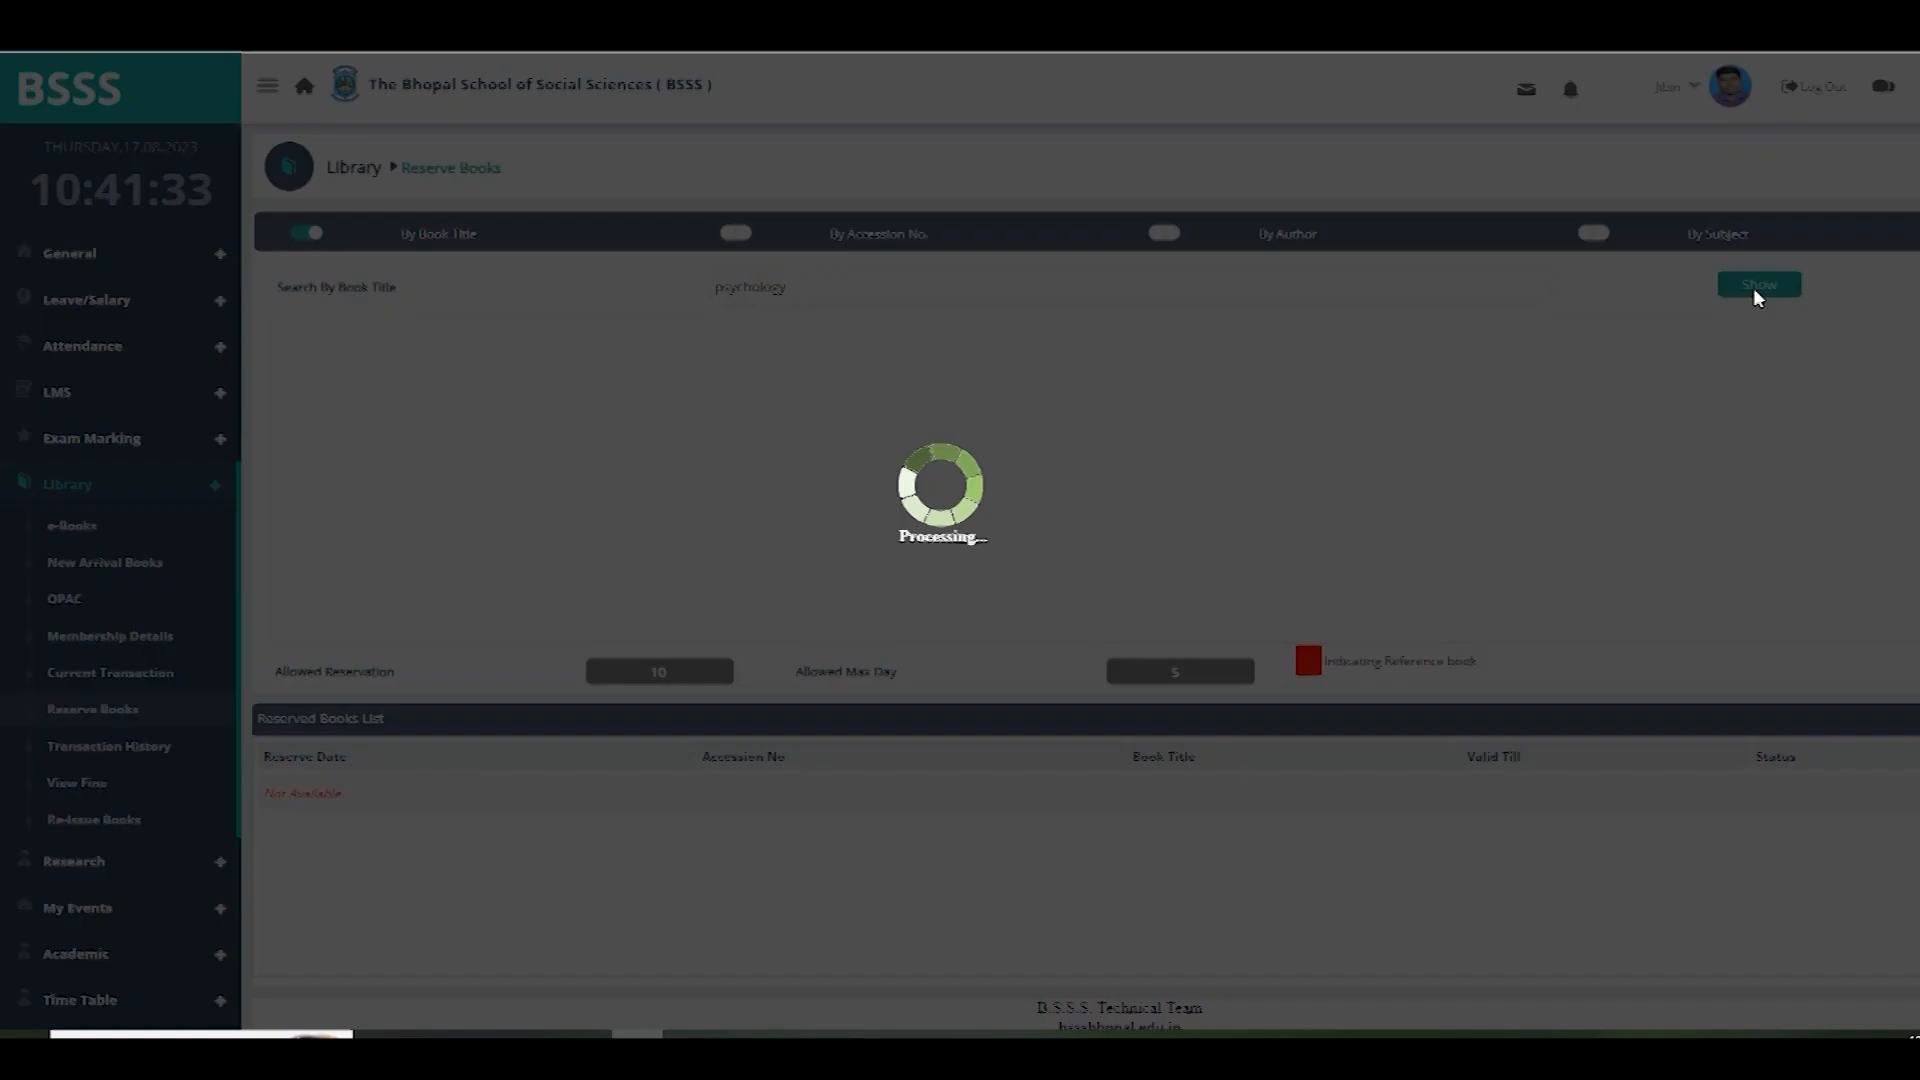 BSSS
The Bhopal School of Social Sciences ( BSSS )
Log Out
THURSDAY,17.08.2023
10:41:33
Library
Reserve Books
By Book Title
By Accession No.
By Author
By Subject
Search By Book Title
psychology
Show
General
Leave/Salary
Attendance
LMS
Exam Marking
Library
e-Books
New Arrival Books
OPAC
Membership Details
Current Transaction
Reserve Books
Transaction History
View Fine
Re-Issue Books
Research
My Events
Academic
Time Table
Processing...
Allowed Reservation
10
Allowed Max Day
5
Indicating Reference book
Reserved Books List
Reserve Date
Accession No
Book Title
Valid Till
Status
Not Available.
B.S.S.S. Technical Team
bsssbhopal.edu.in